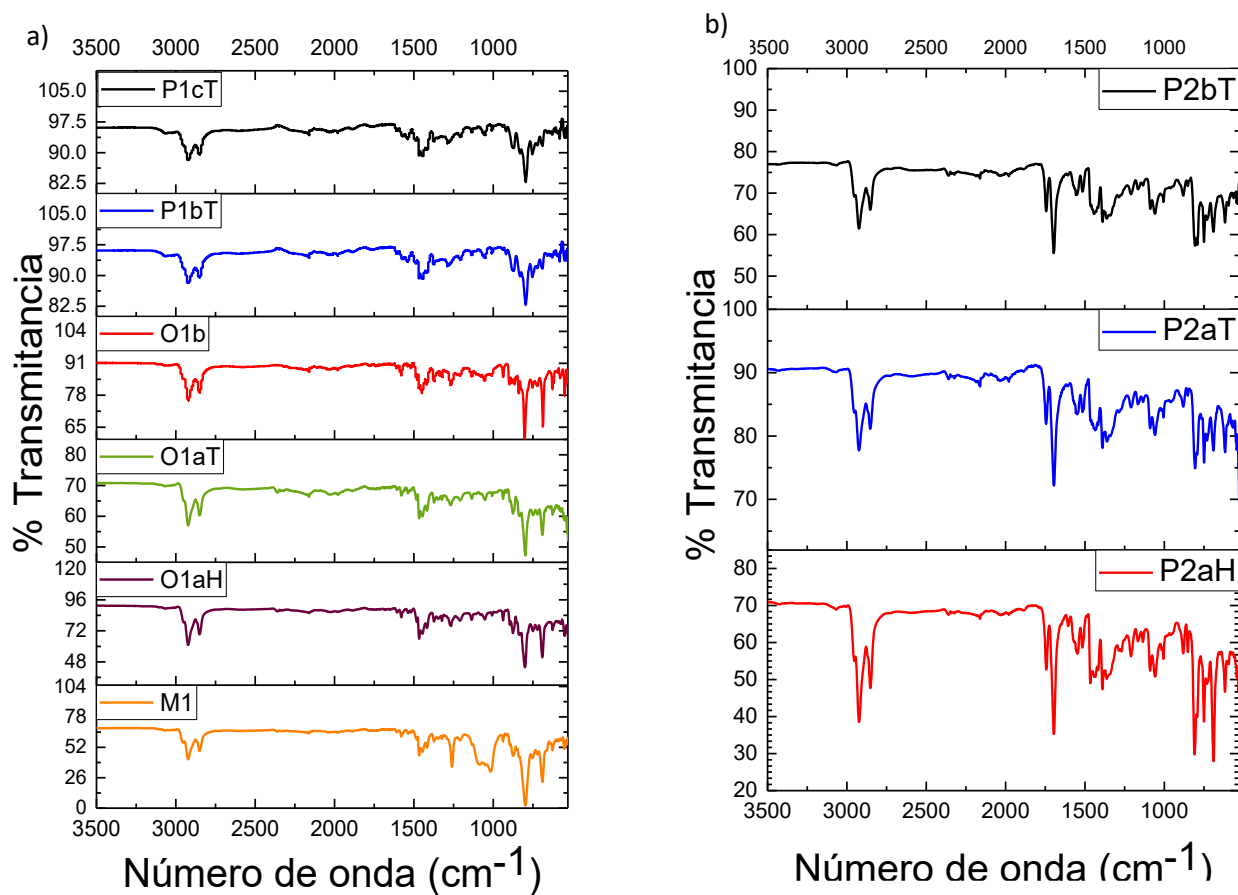 a)
3500 3000 2500 2000 1500 1000
P1cT
105.0
97.5
90.0
82.5
P1bT
105.0
97.5
90.0
82.5
O1b
104
91
78
65
O1aT
80
70
60
50
O1aH
120
96
72
48
M1
104
78
52
26
0
3500 3000 2500 2000 1500 1000
% Transmitancia
Número de onda (cm-1)
b)
3500 3000 2500 2000 1500 1000
P2bT
100
90
80
70
60
50
P2aT
100
90
80
70
P2aH
80
70
60
50
40
30
20
3500 3000 2500 2000 1500 1000
% Transmitancia
Número de onda (cm-1)